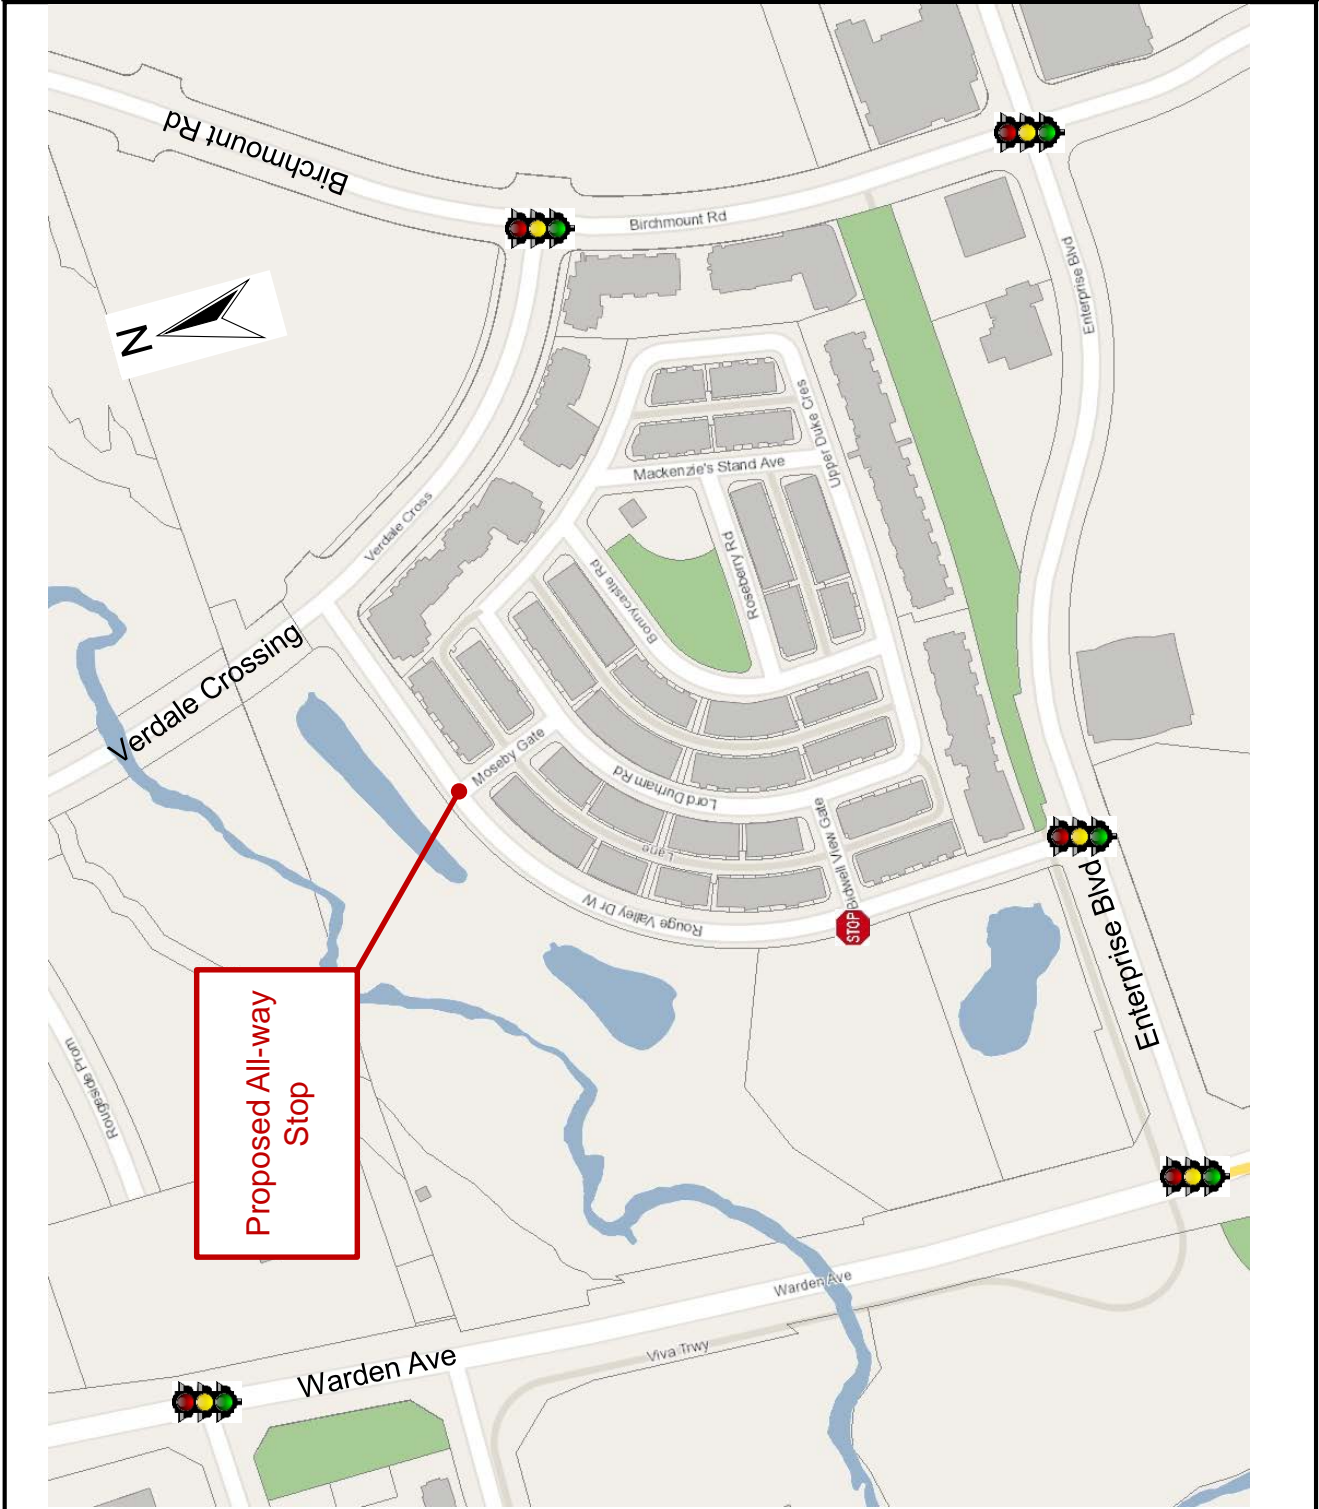 Birchmount Rd
Birchmount Rd
Enterprise Blvd
N
Upper Duke Cres
Mackenzie's Stand Ave
Verdale Cross
Roseberry Rd
Bonnycastle Rd
Verdale Crossing
Moseby Gate
Lord Durham Rd
Bidwell View Gate
Lane
Rouge Valley Dr W
STOP
Enterprise Blvd
Proposed All-way
Stop
Rougeside Prom
Warden Ave
Viva Trwy
Warden Ave